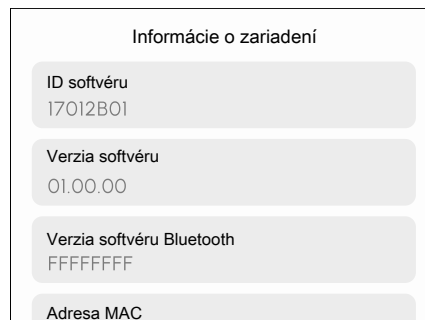 Informácie o zariadení
ID softvéru
17012B01
Verzia softvéru
01.00.00
Verzia softvéru Bluetooth
FFFFFFFF
Adresa MAC